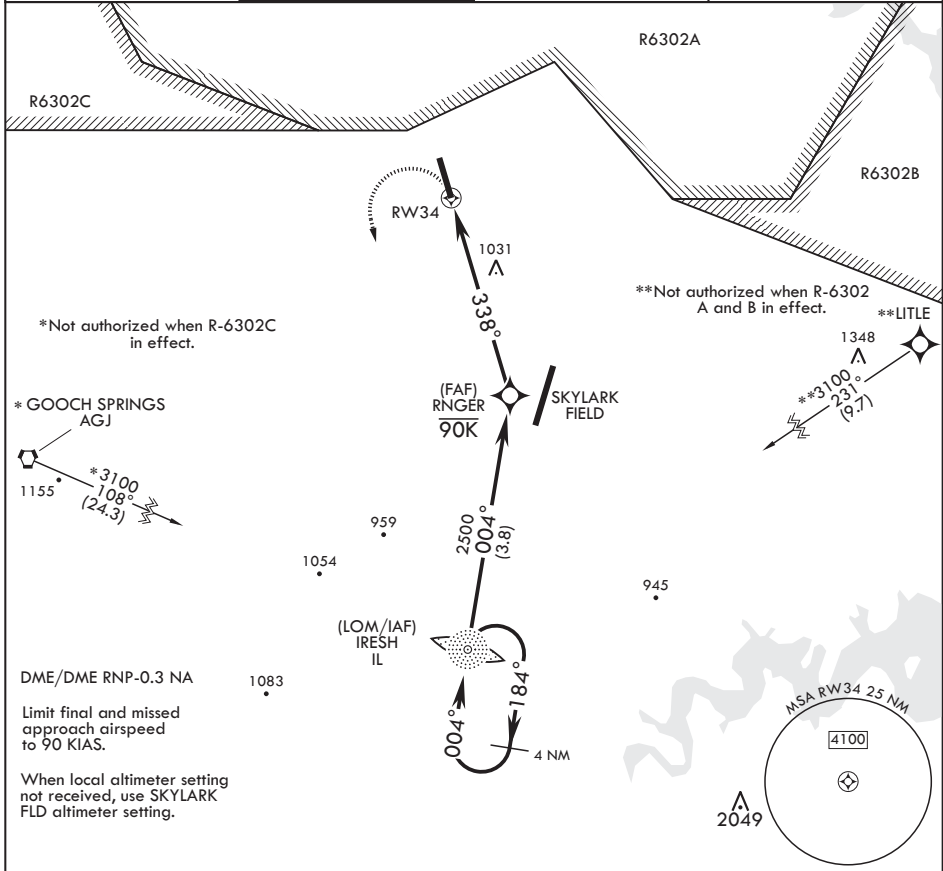 R6302A
R6302C
R6302B
RW34
1031
**Not authorized when R-6302
A and B in effect.
**LITLE
*Not authorized when R-6302C
in effect.
338°
1348
**3100
231°
(9.7)
(FAF)
RNGER
90K
SKYLARK
FIELD
* GOOCH SPRINGS
AGJ
1155
*3100
108°
(24.3)
959
2500
004°
(3.8)
1054
945
(LOM/IAF)
IRESH
IL
DME/DME RNP-0.3 NA
1083
184°
004°
4 NM
Limit final and missed
approach airspeed
to 90 KIAS.
When local altimeter setting
not received, use SKYLARK
FLD altimeter setting.
MSA RW34 25 NM
4100
2049